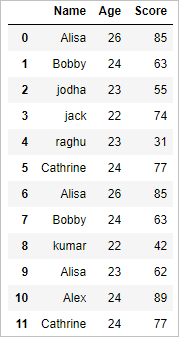 Name Age Score
0 Alisa 26 85
1 Bobby 24 63
2 jodha 23 55
3 jack 22 74
4 raghu 23 31
5 Cathrine 24 77
6 Alisa 26 85
7 Bobby 24 63
8 kumar 22 42
9 Alisa 23 62
10 Alex 24 89
11 Cathrine 24 77